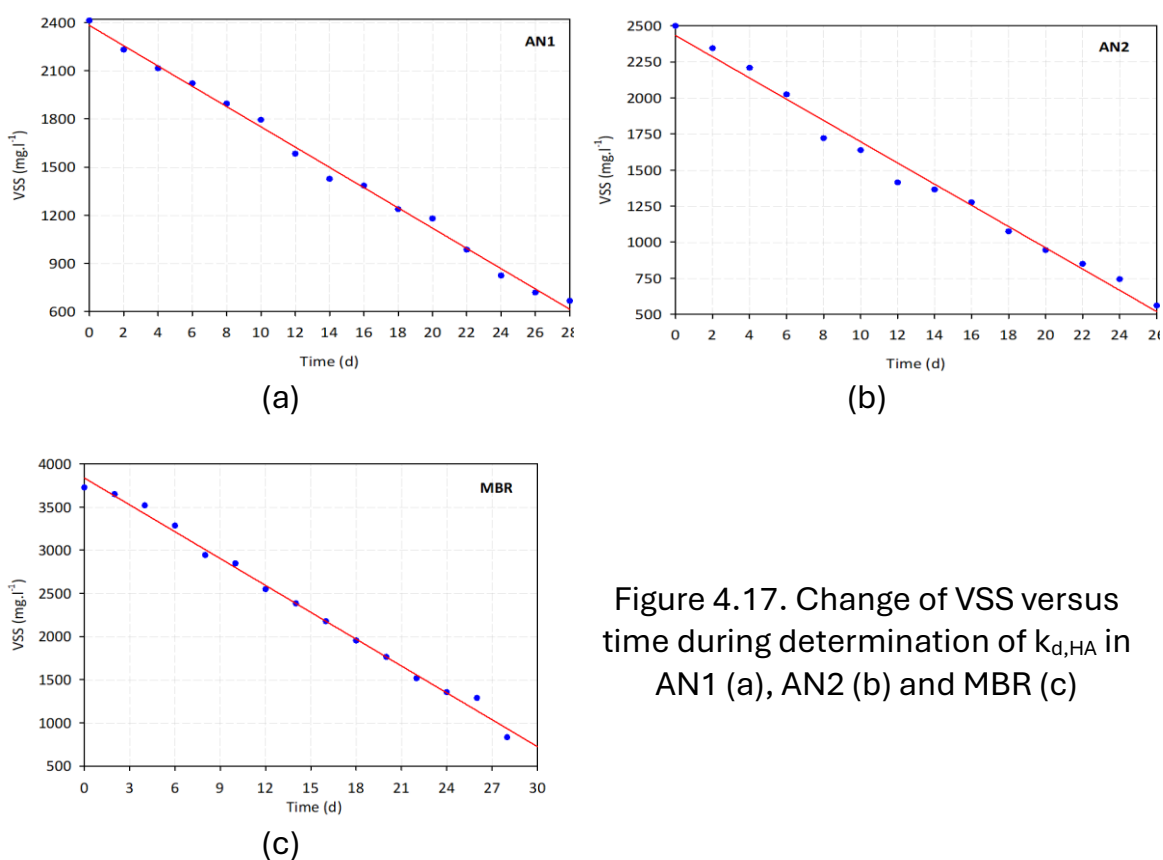 2400
2100
1800
1500
1200
900
600
VSS (mg.l-1)
AN1
0 2 4 6 8 10 12 14 16 18 20 22 24 26 28
Time (d)
(a)
2500
2250
2000
1750
1500
1250
1000
750
500
VSS (mg.l-1)
AN2
0 2 4 6 8 10 12 14 16 18 20 22 24 26
Time (d)
(b)
4000
3500
3000
2500
2000
1500
1000
500
VSS (mg.l-1)
MBR
0 3 6 9 12 15 18 21 24 27 30
Time (d)
(c)
Figure 4.17. Change of VSS versus
time during determination of kd,HA in
AN1 (a), AN2 (b) and MBR (c)